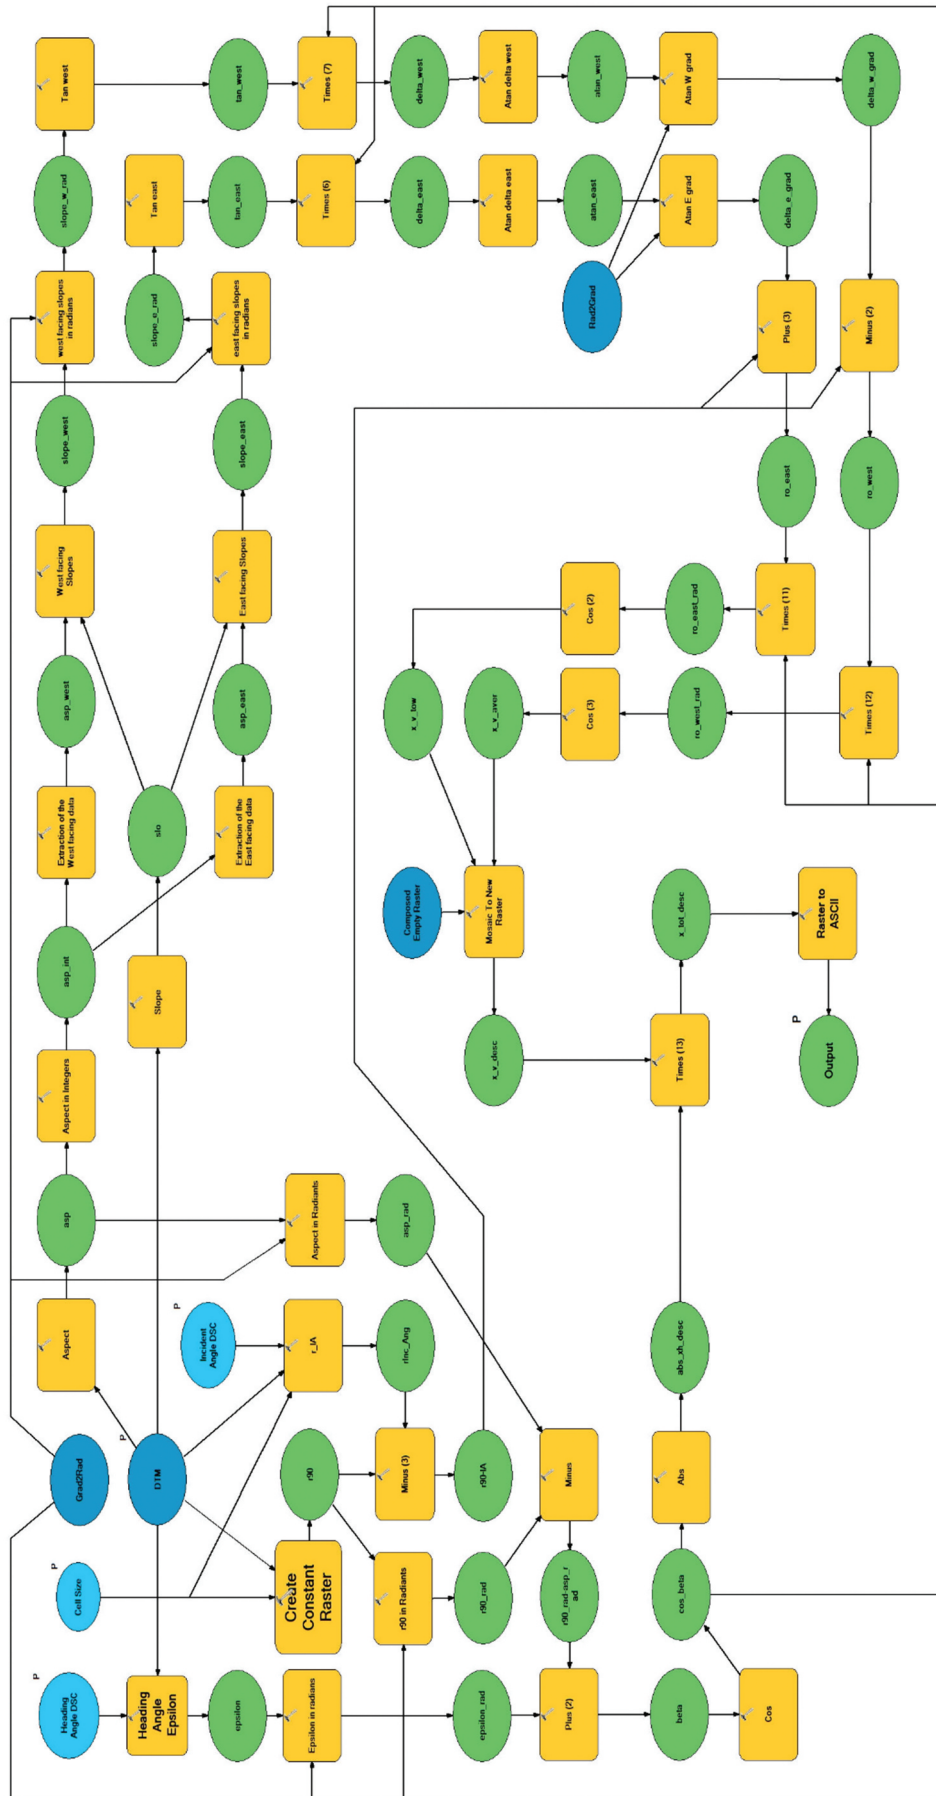 Tan west
tan_west
Times (7)
delta_west
Atan delta west
atan_west
Atan W grad
delta_w_grad
slope_w_rad
Tan east
tan_east
Times (6)
delta_east
Atan delta east
atan_east
Atan E grad
delta_e_grad
west facing slopes
in radians
slope_e_rad
east facing slopes
in radians
Rad2Grad
Plus (3)
Minus (2)
slope_west
slope_east
ro_east
ro_west
West facing
Slopes
East facing Slopes
Cos (2)
ro_east_rad
Times (11)
asp_west
asp_east
x_v_tow
x_v_aver
Cos (3)
ro_west_rad
Times (12)
Extraction of the
West facing data
slo
Extraction of the
East facing data
Composed
Empty Raster
Mosaic To New
Raster
x_tot_desc
Raster to
ASCII
asp_int
Slope
x_v_desc
Times (13)
P
Output
Aspect in Integers
asp
Aspect in Radiants
asp_rad
Aspect
P
Incident
Angle DSC
r_IA
rInc_Ang
abs_xh_desc
Grad2Rad
P
DTM
r90
Minus (3)
r90-IA
Minus
Abs
P
Cell Size
Create
Constant
Raster
r90 in Radiants
r90_rad
r90_rad-asp_r
ad
cos_beta
P
Heading
Angle DSC
Heading
Angle
Epsilon
epsilon
Epsilon in radians
epsilon_rad
Plus (2)
beta
Cos